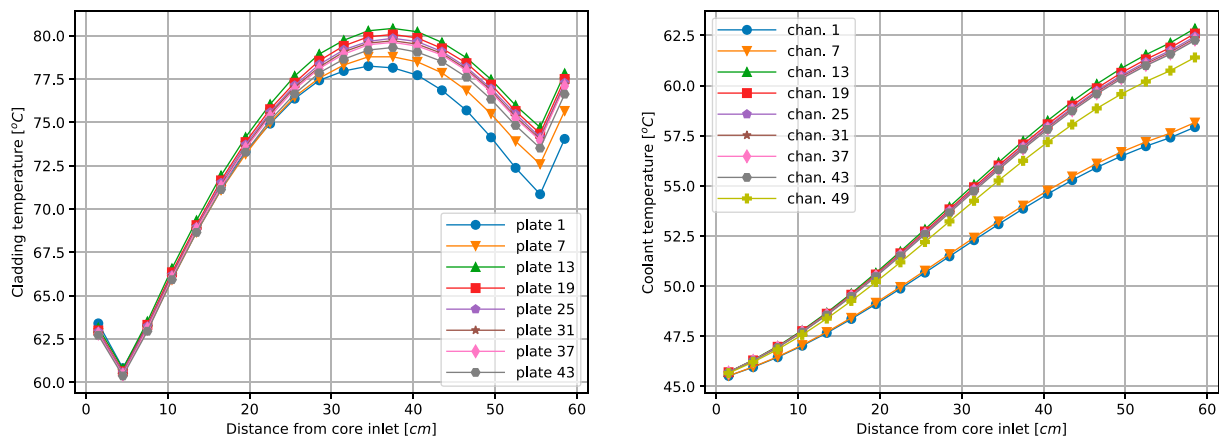 80.0
77.5
75.0
72.5
70.0
67.5
65.0
62.5
60.0
Cladding temperature [°C]
0 10 20 30 40 50 60
Distance from core inlet [cm]
plate 1
plate 7
plate 13
plate 19
plate 25
plate 31
plate 37
plate 43
62.5
60.0
57.5
55.0
52.5
50.0
47.5
45.0
Coolant temperature [°C]
0 10 20 30 40 50 60
Distance from core inlet [cm]
chan. 1
chan. 7
chan. 13
chan. 19
chan. 25
chan. 31
chan. 37
chan. 43
chan. 49